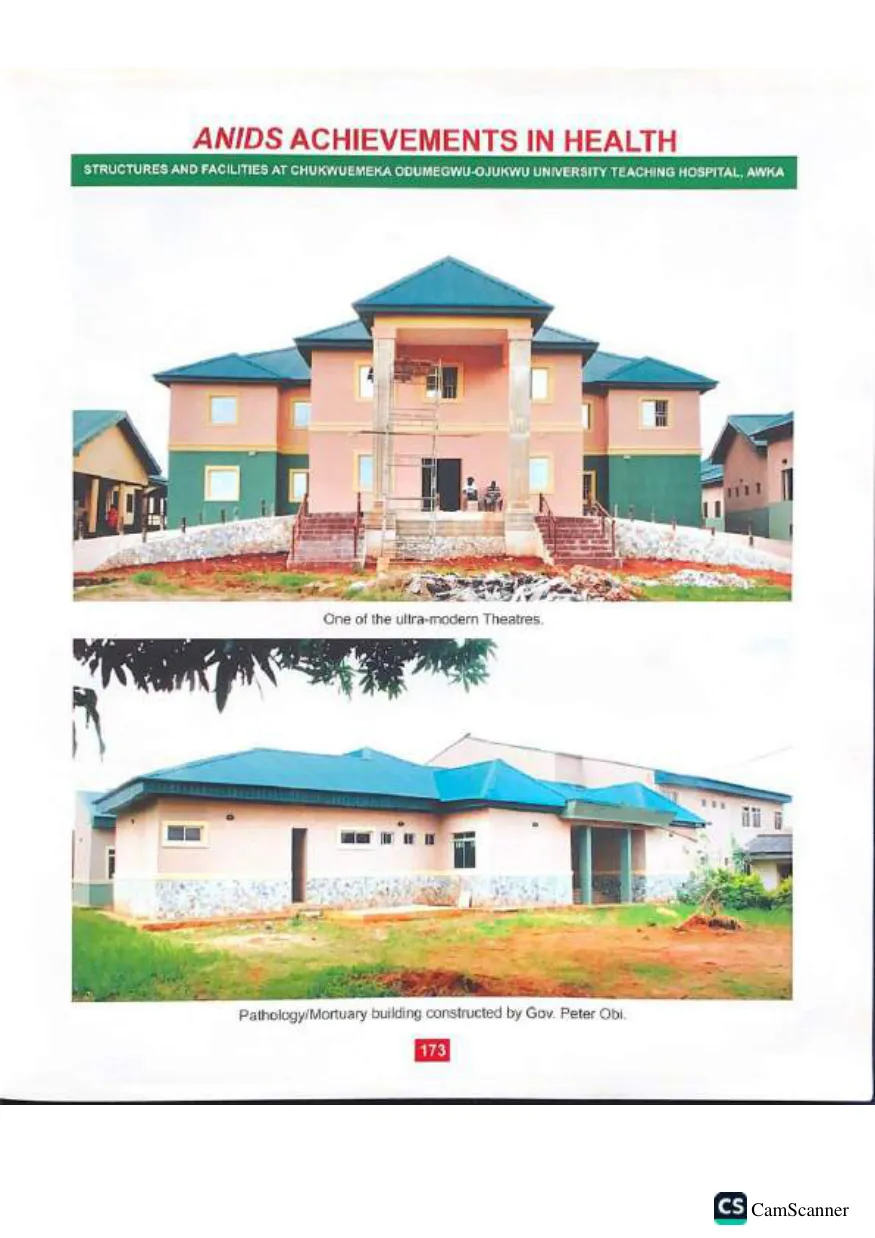 ANIDS ACHIEVEMENTS IN HEALTH
STRUCTURES AND FACILITIES AT CHUKWUEMEKA ODUMEGWU-OJUKWU UNIVERSITY TEACHING HOSPITAL, AWKA
One of the ultra-modern Theatres.
Pathology/Mortuary building constructed by Gov. Peter Obi.
173
CS CamScanner